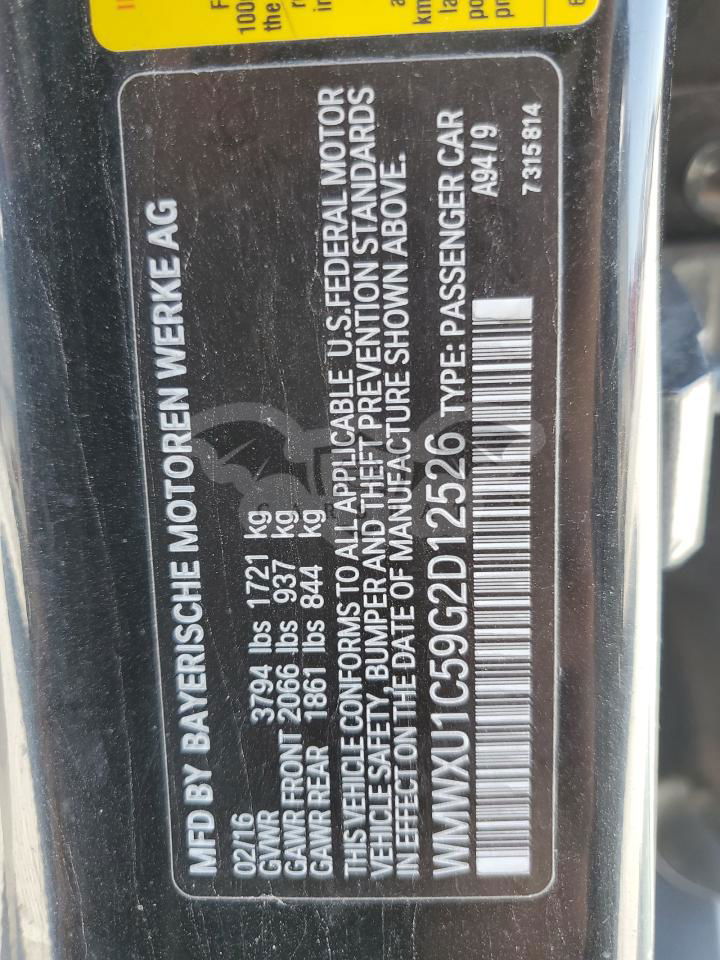 MFD BY BAYERISCHE MOTOREN WERKE AG
02/16
GVWR 3794 lbs 1721 kg
GAWR FRONT 2066 lbs 937 kg
GAWR REAR 1861 lbs 844 kg
THIS VEHICLE CONFORMS TO ALL APPLICABLE U.S. FEDERAL MOTOR
VEHICLE SAFETY, BUMPER AND THEFT PREVENTION STANDARDS
IN EFFECT ON THE DATE OF MANUFACTURE SHOWN ABOVE.
WMWXU1C59G2D12526 TYPE: PASSENGER CAR
A94/9
7 315 814